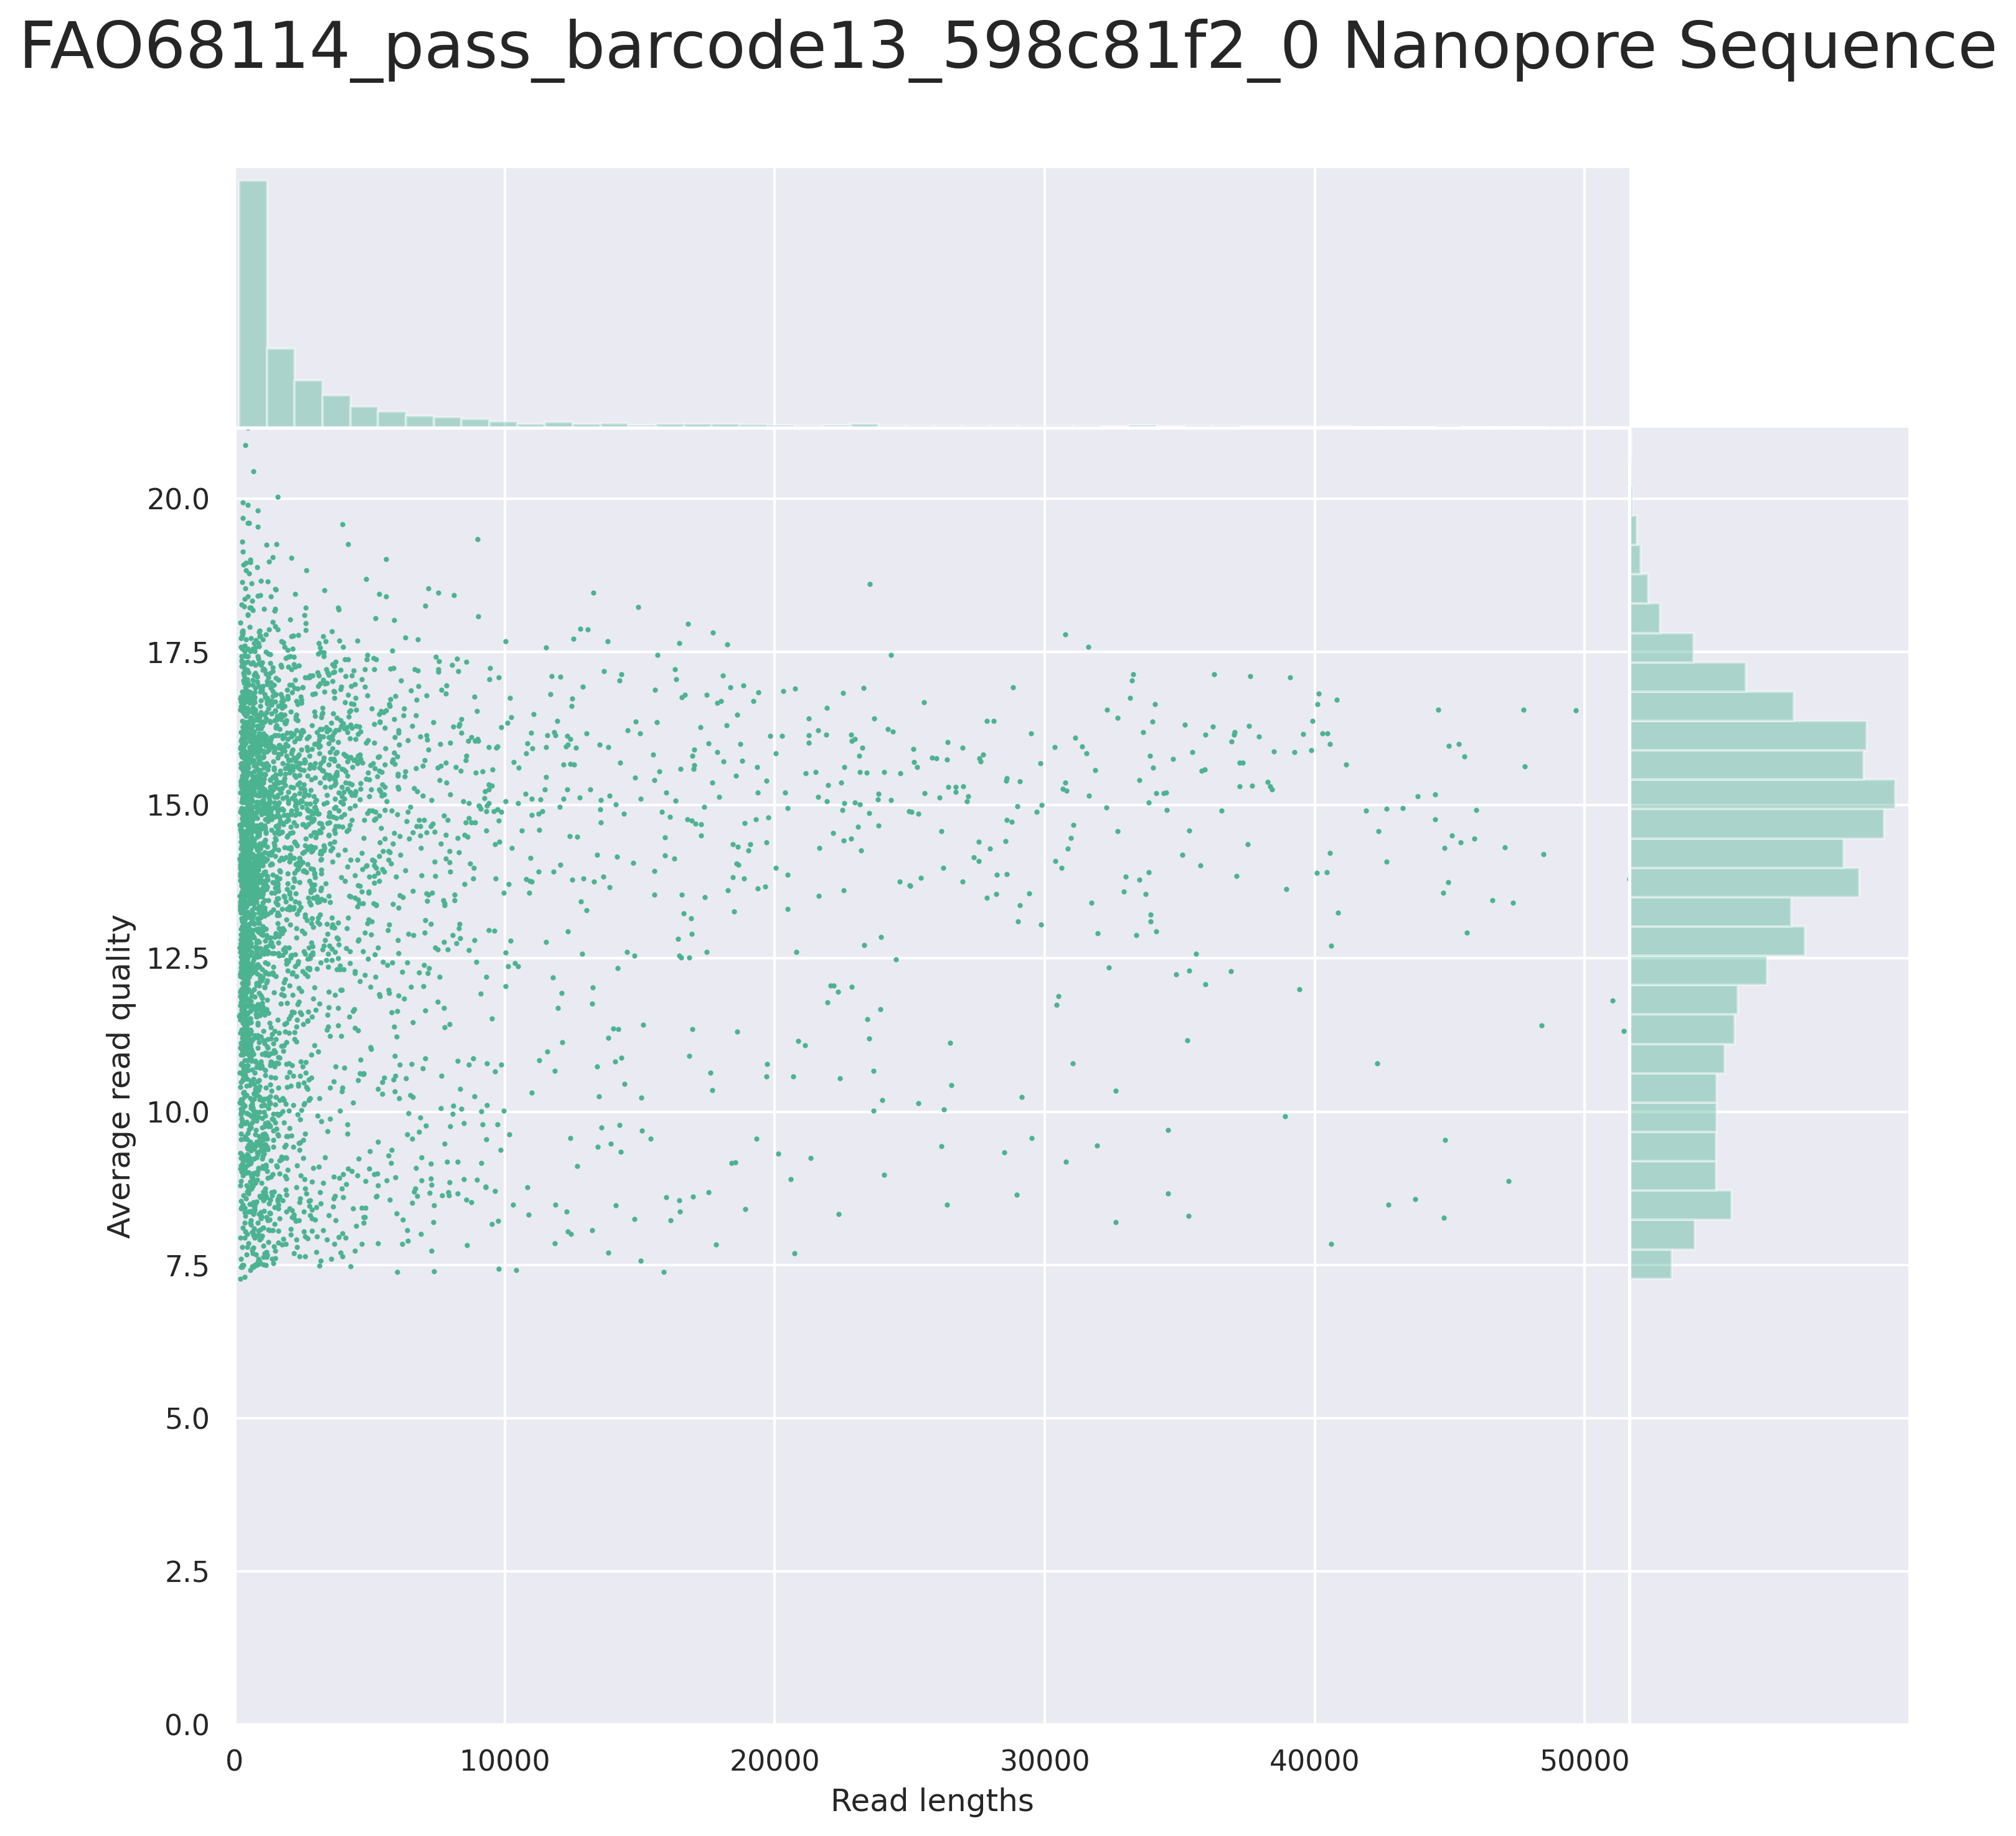 FAO68114_pass_barcode13_598c81f2_0 Nanopore Sequence
20.0
17.5
15.0
12.5
10.0
7.5
5.0
2.5
0.0
Average read quality
0 10000 20000 30000 40000 50000
Read lengths